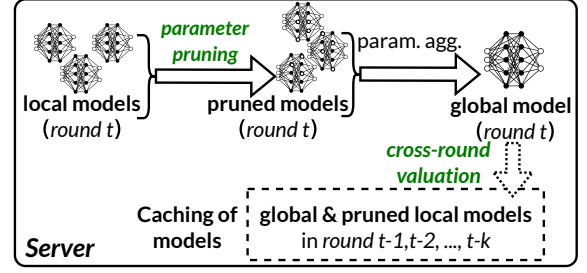 parameter
pruning
param. agg.
local models
(round t)
pruned models
(round t)
global model
(round t)
cross-round
valuation
Caching of
models
global & pruned local models
in round t-1,t-2, ..., t-k
Server